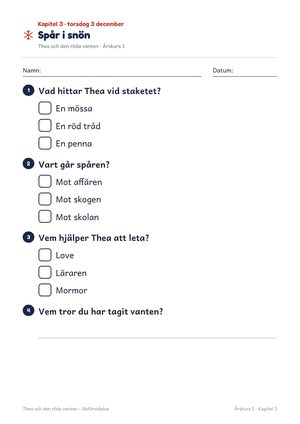 Kapitel 3 · torsdag 3 december
Spår i snön
Thea och den röda vanten · Årskurs 1
Namn: Datum:
1 Vad hittar Thea vid staketet?
En mössa
En röd tråd
En penna
2 Vart går spåren?
Mot affären
Mot skogen
Mot skolan
3 Vem hjälper Thea att leta?
Love
Läraren
Mormor
4 Vem tror du har tagit vanten?
Thea och den röda vanten – läsförståelse Årskurs 1 · Kapitel 3